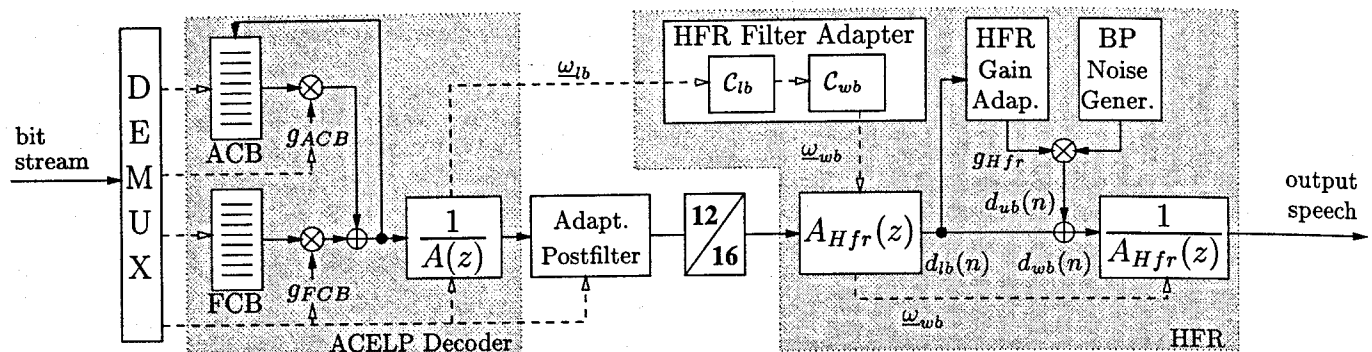 bit
stream
D
E
M
U
X
ACB
g_ACB
FCB
g_FCB
1
A(z)
ACELP Decoder
Adapt.
Postfilter
12
16
ω_lb
HFR Filter Adapter
C_lb
C_wb
ω_wb
A_Hfr(z)
HFR
Gain
Adap.
BP
Noise
Gener.
g_Hfr
d_ub(n)
d_lb(n)
d_wb(n)
1
A_Hfr(z)
ω_wb
HFR
output
speech